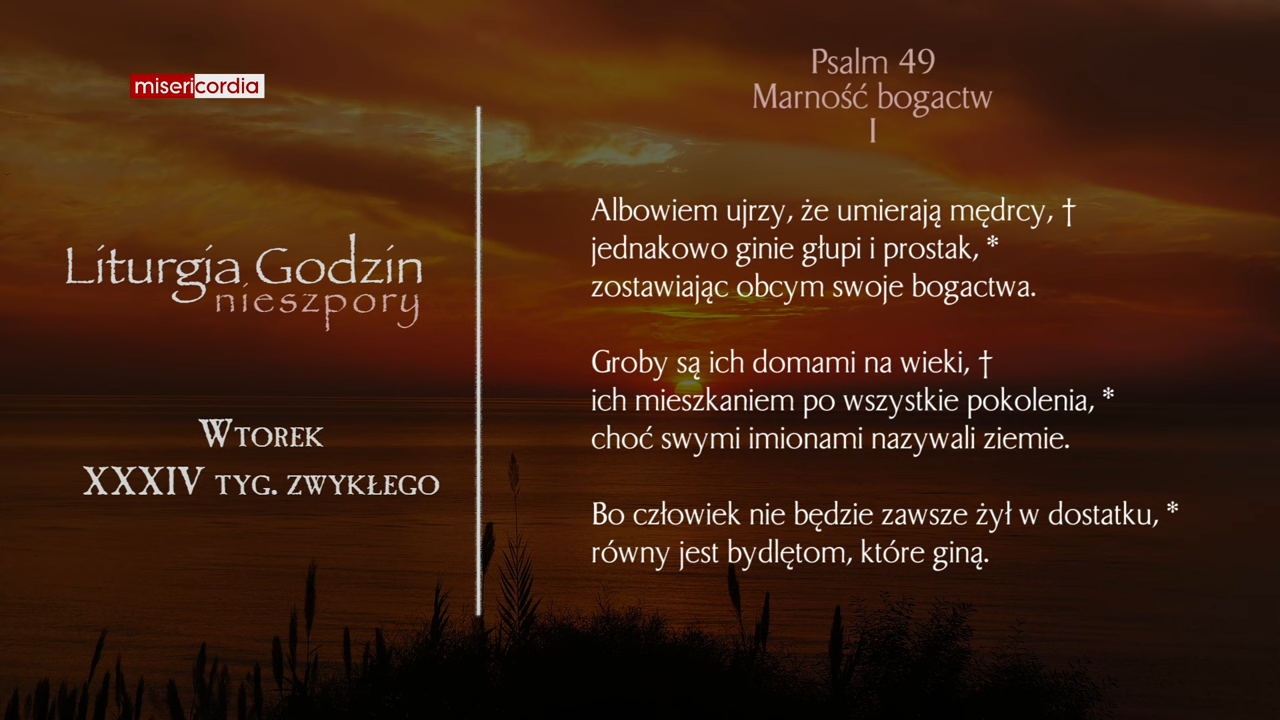 misericordia
Liturgia Godzin
nieszpory
Wtorek
XXXIV tyg. zwykłego
Psalm 49
Marność bogactw
I
Albowiem ujrzy, że umierają mędrcy, †
jednakowo ginie głupi i prostak, *
zostawiając obcym swoje bogactwa.
Groby są ich domami na wieki, †
ich mieszkaniem po wszystkie pokolenia, *
choć swymi imionami nazywali ziemie.
Bo człowiek nie będzie zawsze żył w dostatku, *
równy jest bydlętom, które giną.